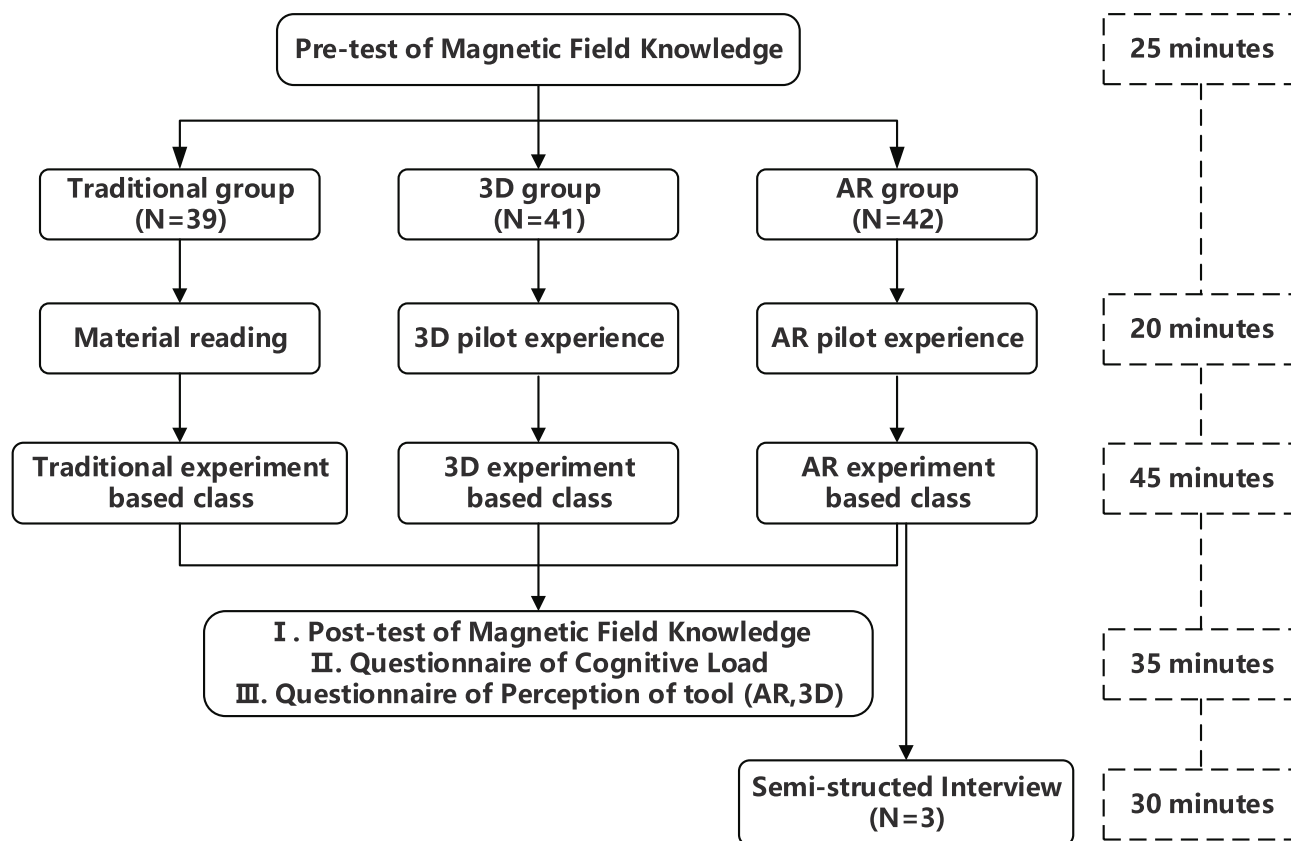 Pre-test of Magnetic Field Knowledge
25 minutes
Traditional group
(N=39)
3D group
(N=41)
AR group
(N=42)
Material reading
3D pilot experience
AR pilot experience
20 minutes
Traditional experiment
based class
3D experiment
based class
AR experiment
based class
45 minutes
Ⅰ. Post-test of Magnetic Field Knowledge
Ⅱ. Questionnaire of Cognitive Load
Ⅲ. Questionnaire of Perception of tool (AR,3D)
35 minutes
Semi-structed Interview
(N=3)
30 minutes